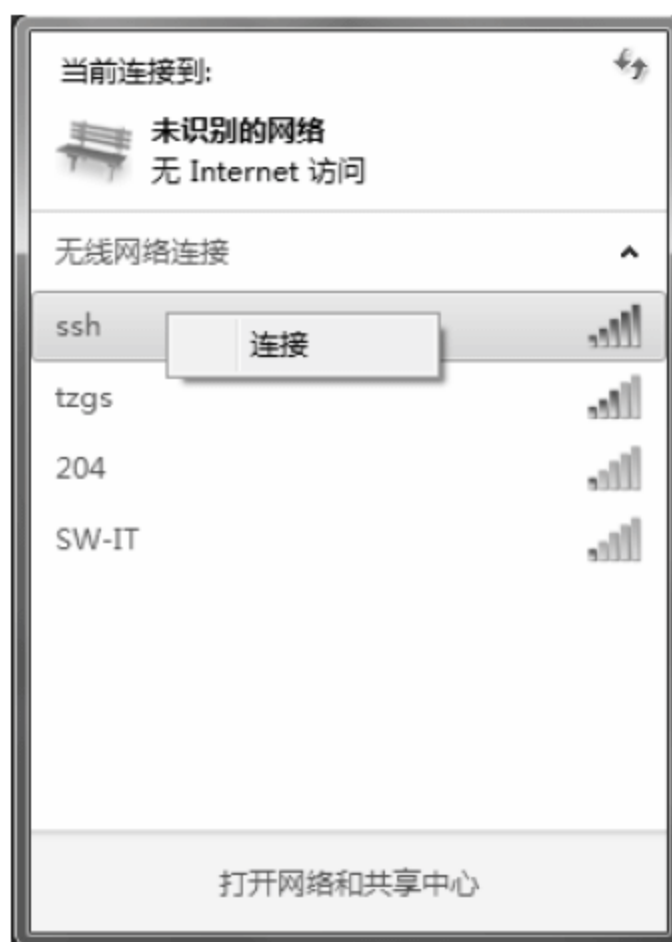 当前连接到:
未识别的网络
无 Internet 访问
无线网络连接
ssh
连接
tzgs
204
SW-IT
打开网络和共享中心